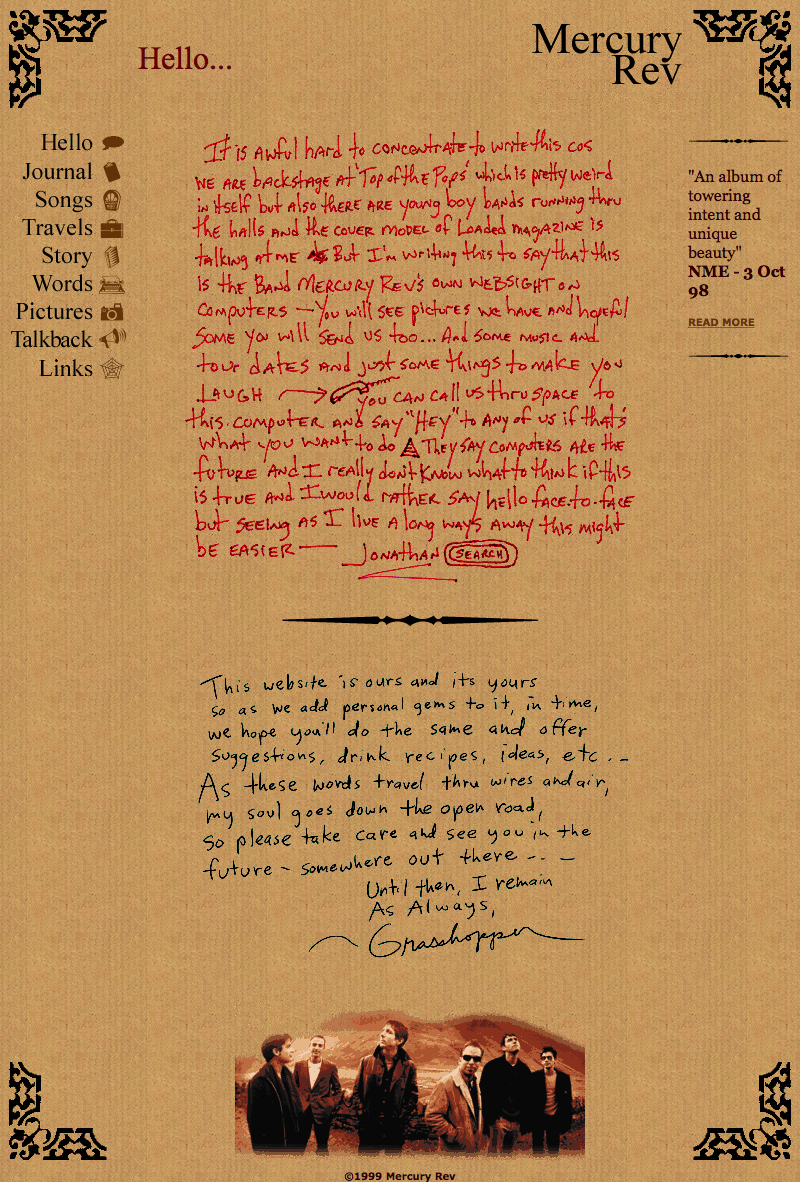 Hello...
Mercury
Rev
Hello
Journal
Songs
Travels
Story
Words
Pictures
Talkback
Links
It is awful hard to concentrate to write this cos
we are backstage at 'Top of the Pops' which is pretty weird
in itself but also there are young boy bands running thru
the halls and the cover model of Loaded magazine is
talking at me But I'm writing this to say that this
is the Band Mercury Rev's own websight on
computers — You will see pictures we have and hopeful
some you will send us too... And some music and
tour dates and just some things to make you
laugh you can call us thru space to
this computer and say "Hey" to any of us if that's
what you want to do They say computers are the
future and I really don't know what to think if this
is true and I would rather say hello face-to-face
but seeing as I live a long ways away this might
be easier — Jonathan SEARCH
"An album of
towering
intent and
unique
beauty"
NME - 3 Oct
98
READ MORE
This website is ours and its yours
so as we add personal gems to it, in time,
we hope you'll do the same and offer
suggestions, drink recipes, ideas, etc...
As these words travel thru wires and air,
my soul goes down the open road,
so please take care and see you in the
future - somewhere out there - - -
Until then, I remain
As Always,
~ Grasshopper
©1999 Mercury Rev